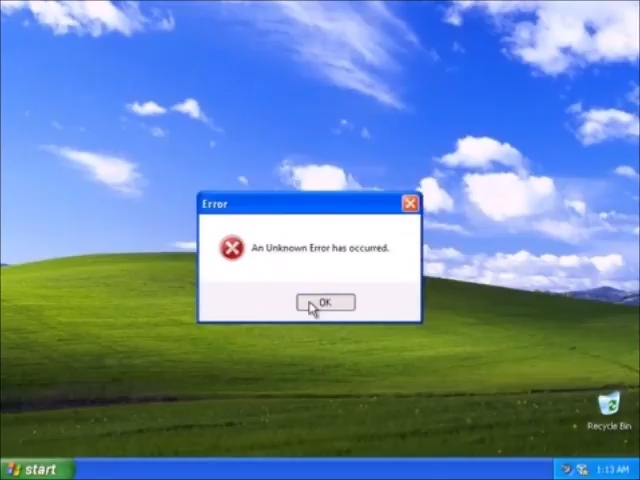 Error
An Unknown Error has occurred.
OK
Recycle Bin
start
1:13 AM